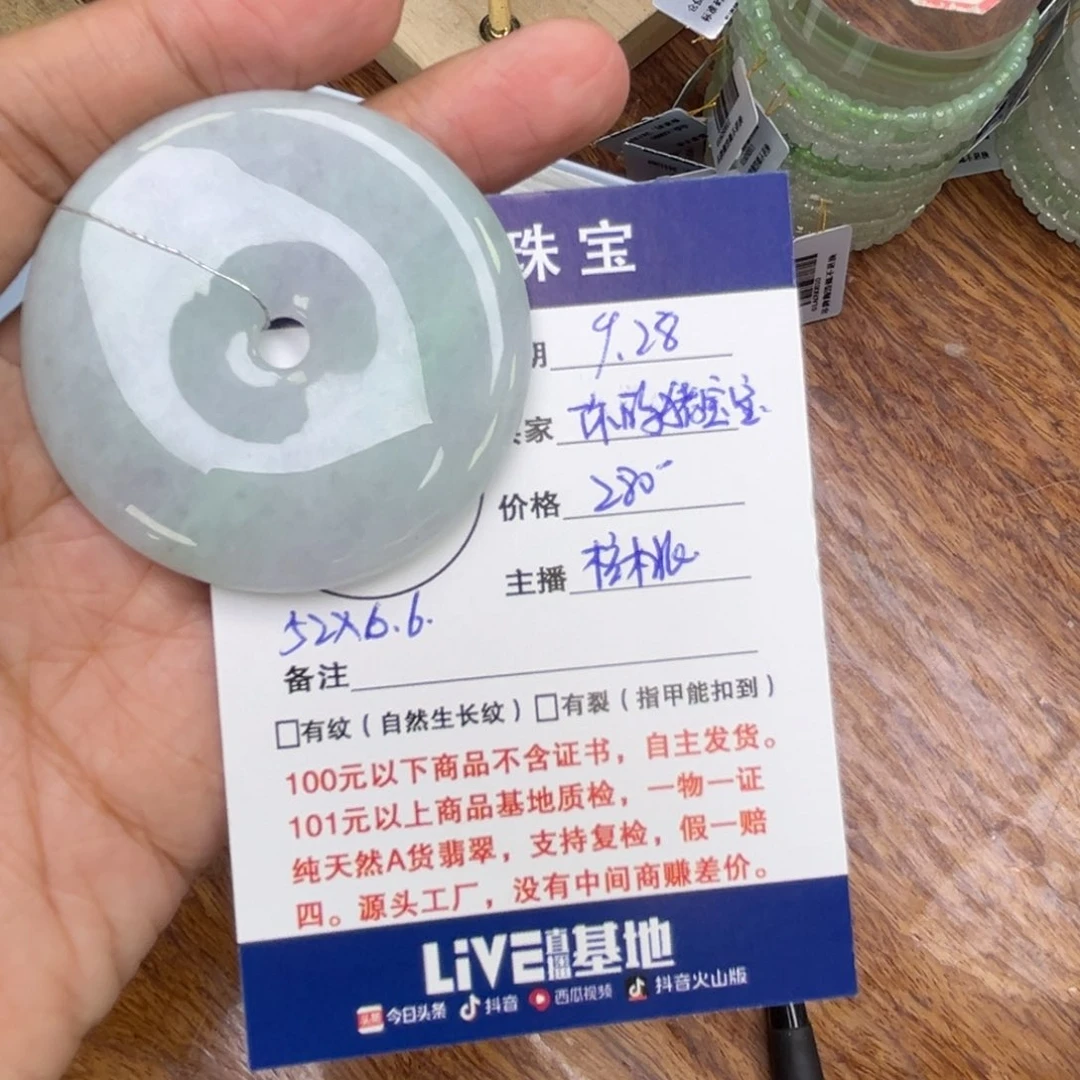 珠宝
期 9.28
家
价格 280
主播
52X6.6.
备注
□有纹（自然生长纹）□有裂（指甲能扣到）
100元以下商品不含证书，自主发货。
101元以上商品基地质检，一物一证
纯天然A货翡翠，支持复检，假一赔
四。源头工厂，没有中间商赚差价。
LiVE直播基地
头条 今日头条 抖音 西瓜视频 抖音火山版